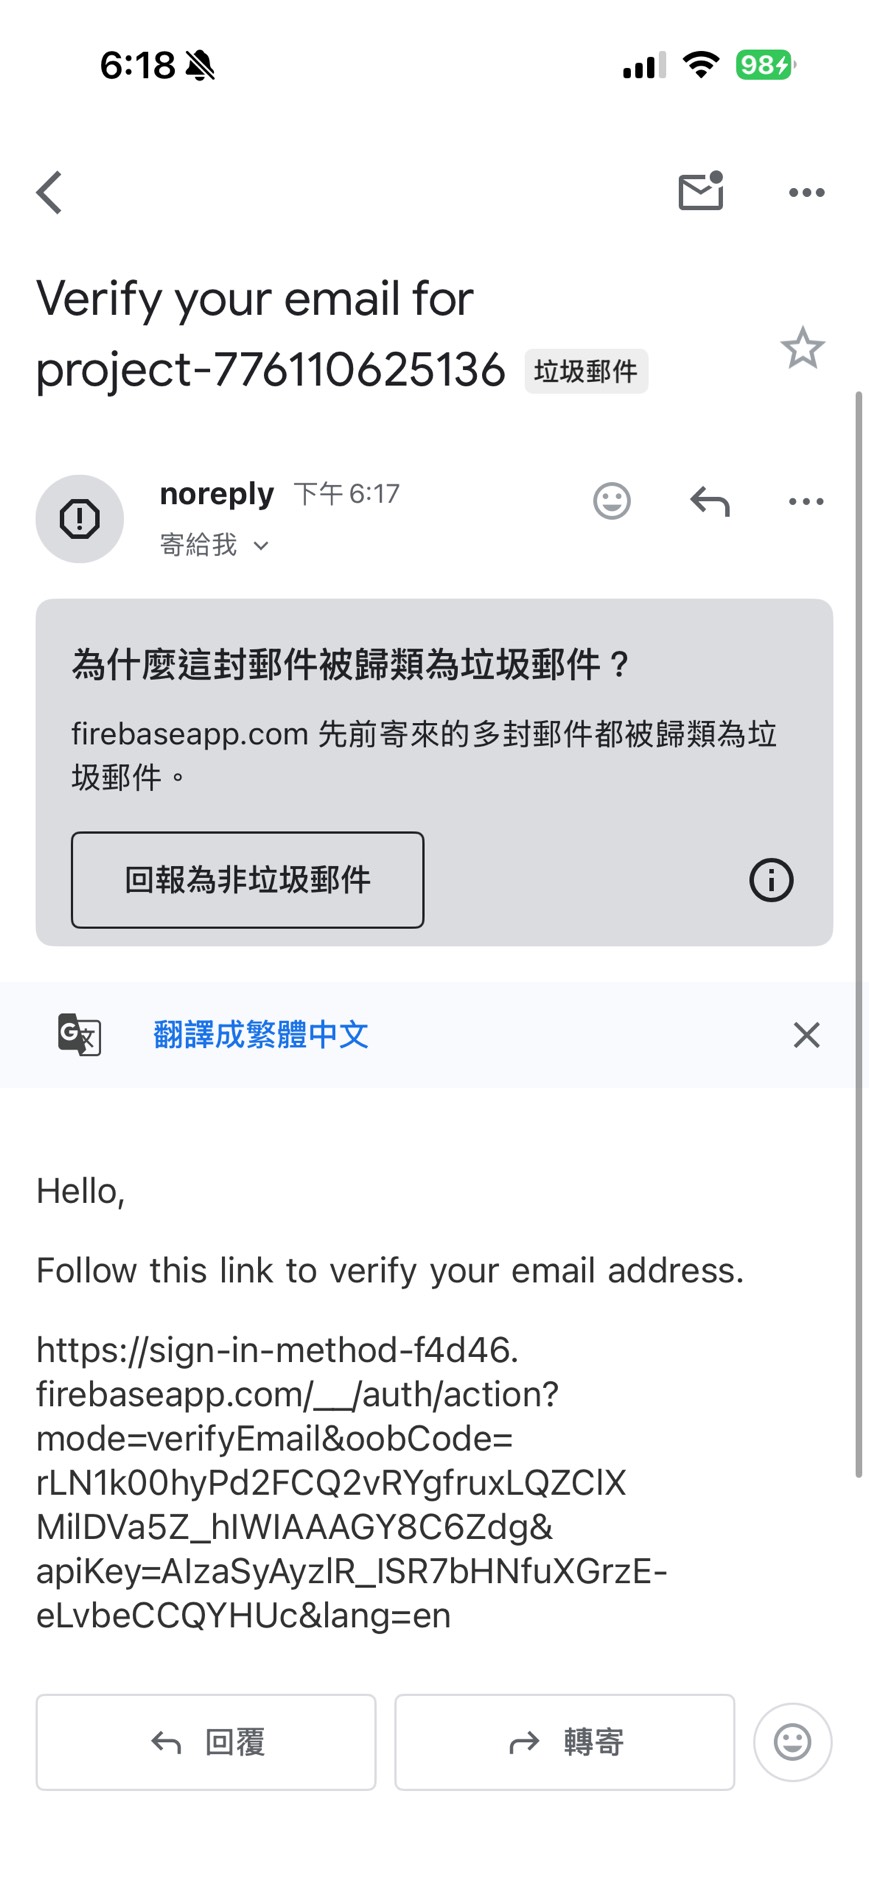 6:18
98
Verify your email for
project-776110625136 垃圾郵件
noreply 下午 6:17
寄給我
為什麼這封郵件被歸類為垃圾郵件？
firebaseapp.com 先前寄來的多封郵件都被歸類為垃
圾郵件。
回報為非垃圾郵件
G文 翻譯成繁體中文
Hello,
Follow this link to verify your email address.
https://sign-in-method-f4d46.
firebaseapp.com/__/auth/action?
mode=verifyEmail&oobCode=
rLN1k00hyPd2FCQ2vRYgfruxLQZClX
MilDVa5Z_hIWIAAAGY8C6Zdg&
apiKey=AIzaSyAyzlR_ISR7bHNfuXGrzE-
eLvbeCCQYHUc&lang=en
回覆
轉寄